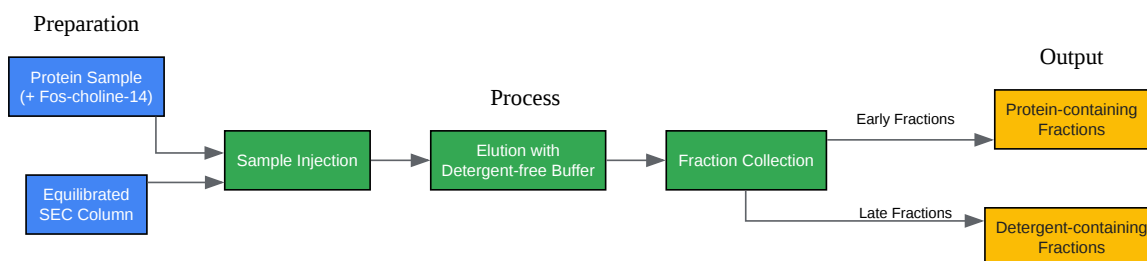 Preparation
Protein Sample
(+ Fos-choline-14)
Equilibrated
SEC Column
Process
Sample Injection
Elution with
Detergent-free Buffer
Fraction Collection
Early Fractions
Late Fractions
Output
Protein-containing
Fractions
Detergent-containing
Fractions